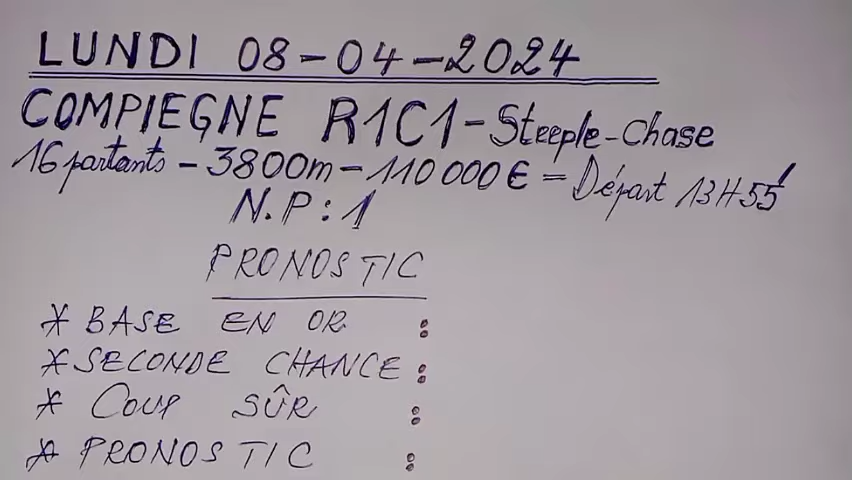 LUNDI 08-04-2024
COMPIEGNE R1C1-Steeple-Chase
16 partants - 3800m - 110 000€ = Départ 13H55'
N.P: 1
PRONOSTIC
* BASE EN OR :
* SECONDE CHANCE :
* COUP SÛR :
* PRONOSTIC :